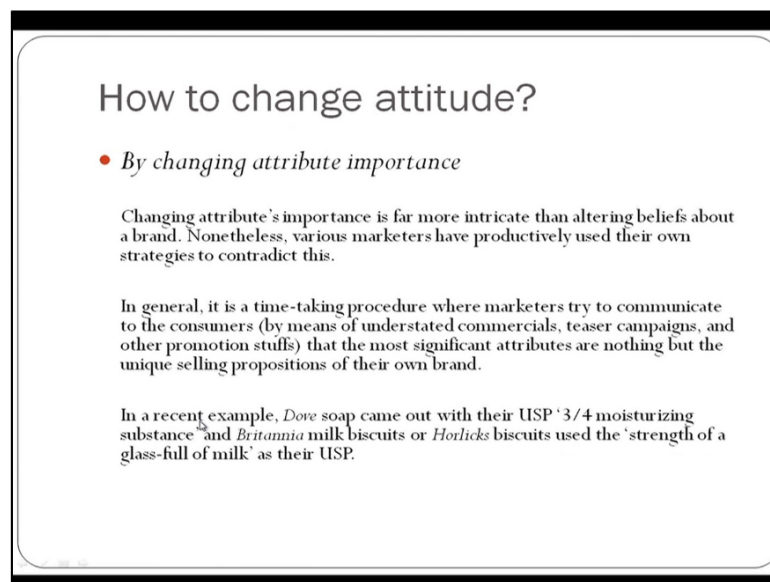 How to change attitude?
By changing attribute importance
Changing attribute's importance is far more intricate than altering beliefs about
a brand. Nonetheless, various marketers have productively used their own
strategies to contradict this.
In general, it is a time-taking procedure where marketers try to communicate
to the consumers (by means of understated commercials, teaser campaigns, and
other promotion stuffs) that the most significant attributes are nothing but the
unique selling propositions of their own brand.
In a recent example, Dove soap came out with their USP '3/4 moisturizing
substance' and Britannia milk biscuits or Horlicks biscuits used the 'strength of a
glass-full of milk' as their USP.